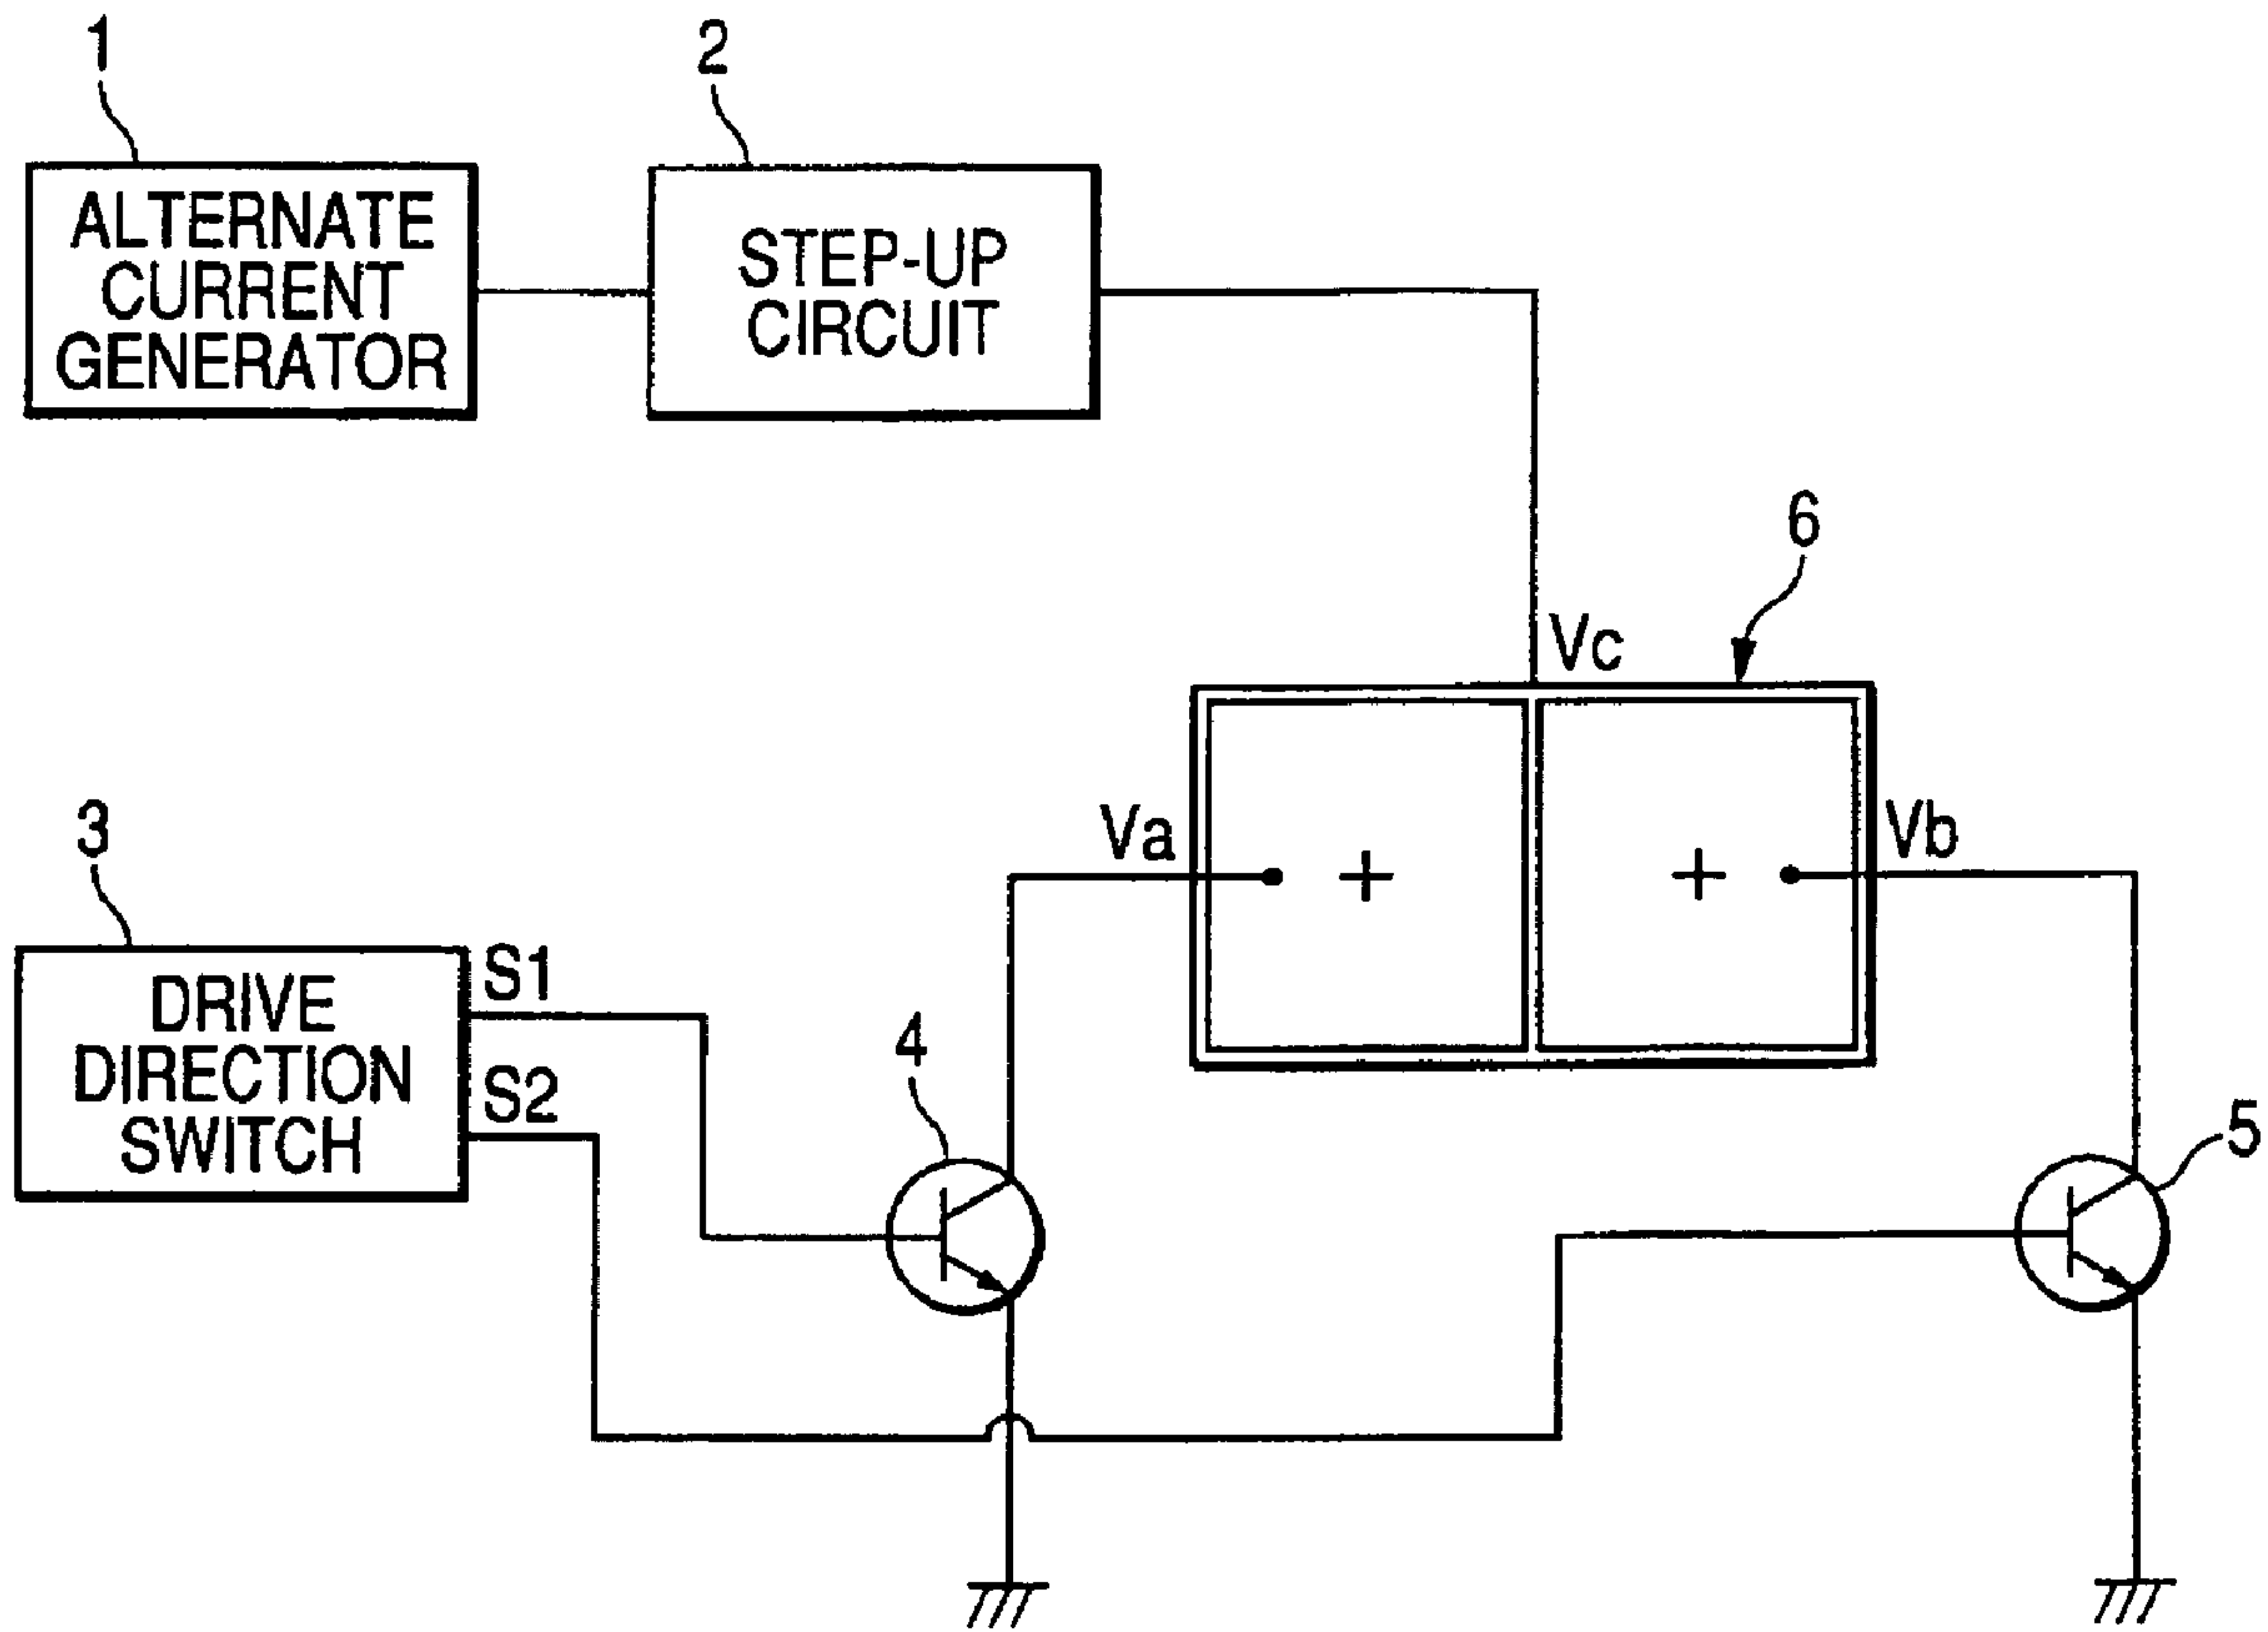 1
2
ALTERNATE
CURRENT
GENERATOR
STEP-UP
CIRCUIT
6
Vc
3
Va
+
+
Vb
DRIVE
DIRECTION
SWITCH
S1
S2
4
5